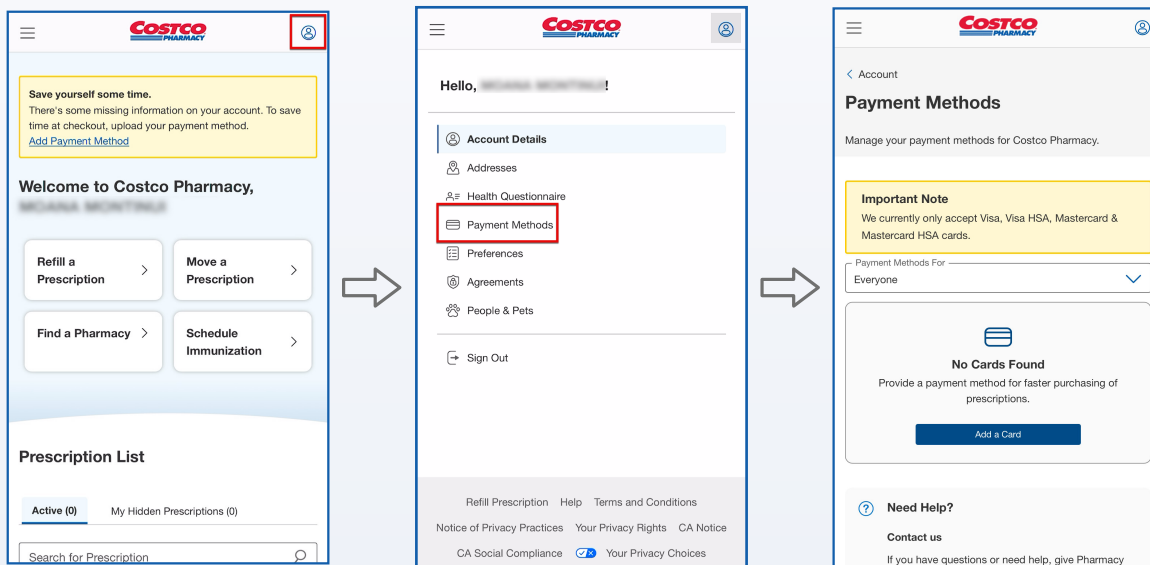 COSTCO
PHARMACY
Save yourself some time.
There's some missing information on your account. To save
time at checkout, upload your payment method.
Add Payment Method
Welcome to Costco Pharmacy,
Refill a
Prescription
Move a
Prescription
Find a Pharmacy
Schedule
Immunization
Prescription List
Active (0)
My Hidden Prescriptions (0)
Search for Prescription
COSTCO
PHARMACY
Hello, !
Account Details
Addresses
Health Questionnaire
Payment Methods
Preferences
Agreements
People & Pets
Sign Out
Refill Prescription Help Terms and Conditions
Notice of Privacy Practices Your Privacy Rights CA Notice
CA Social Compliance Your Privacy Choices
COSTCO
PHARMACY
Account
Payment Methods
Manage your payment methods for Costco Pharmacy.
Important Note
We currently only accept Visa, Visa HSA, Mastercard &
Mastercard HSA cards.
Payment Methods For
Everyone
No Cards Found
Provide a payment method for faster purchasing of
prescriptions.
Add a Card
Need Help?
Contact us
If you have questions or need help, give Pharmacy